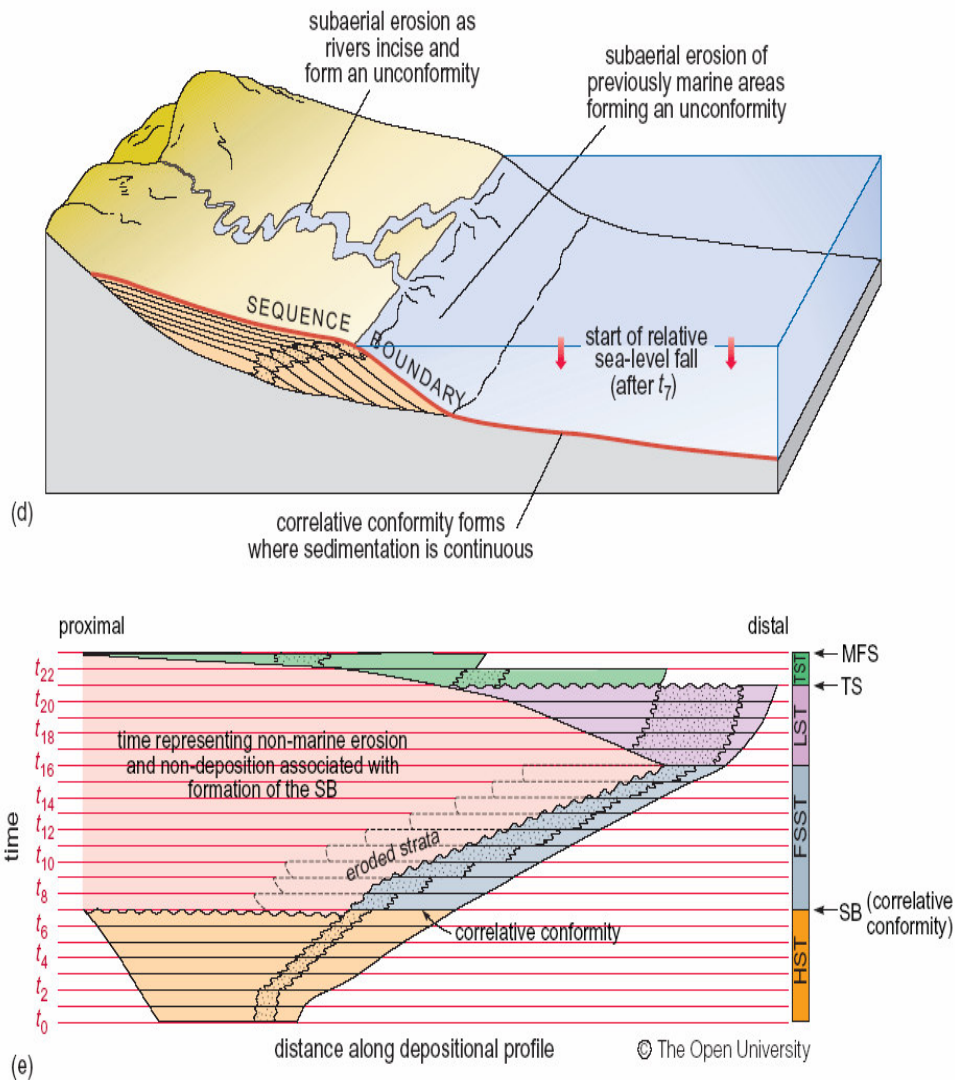 subaerial erosion as
rivers incise and
form an unconformity
subaerial erosion of
previously marine areas
forming an unconformity
SEQUENCE BOUNDARY
start of relative
sea-level fall
(after t7)
(d)
correlative conformity forms
where sedimentation is continuous
proximal
distal
MFS
t22
TST
TS
t20
t18
LST
time representing non-marine erosion
and non-deposition associated with
formation of the SB
t16
t14
t12
time
eroded strata
FSST
t10
t8
SB (correlative
conformity)
t6
correlative conformity
t4
HST
t2
t0
distance along depositional profile
© The Open University
(e)